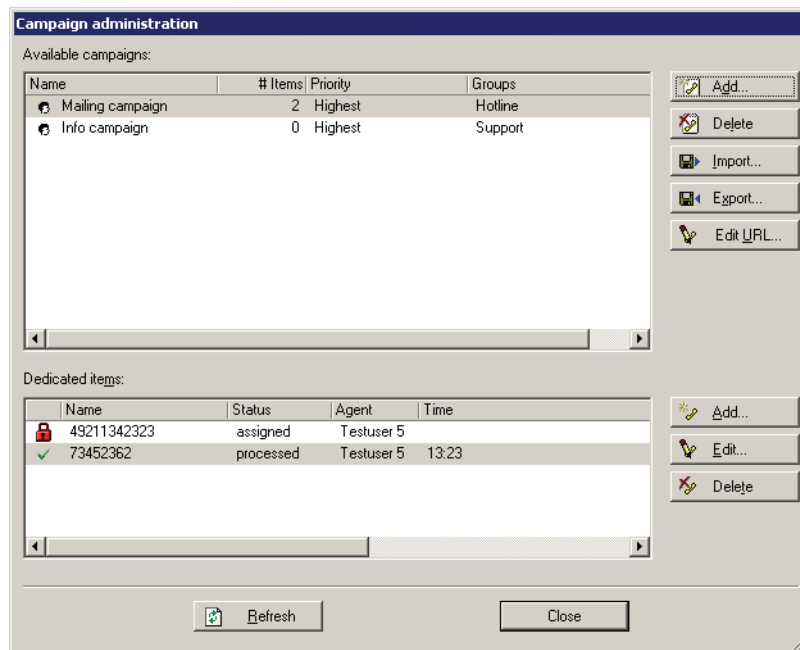 Campaign administration
Available campaigns:
Name # Items Priority Groups
Mailing campaign 2 Highest Hotline
Info campaign 0 Highest Support
Add...
Delete
Import...
Export...
Edit URL...
Dedicated items:
Name Status Agent Time
49211342323 assigned Testuser 5
73452362 processed Testuser 5 13:23
Add...
Edit...
Delete
Refresh Close